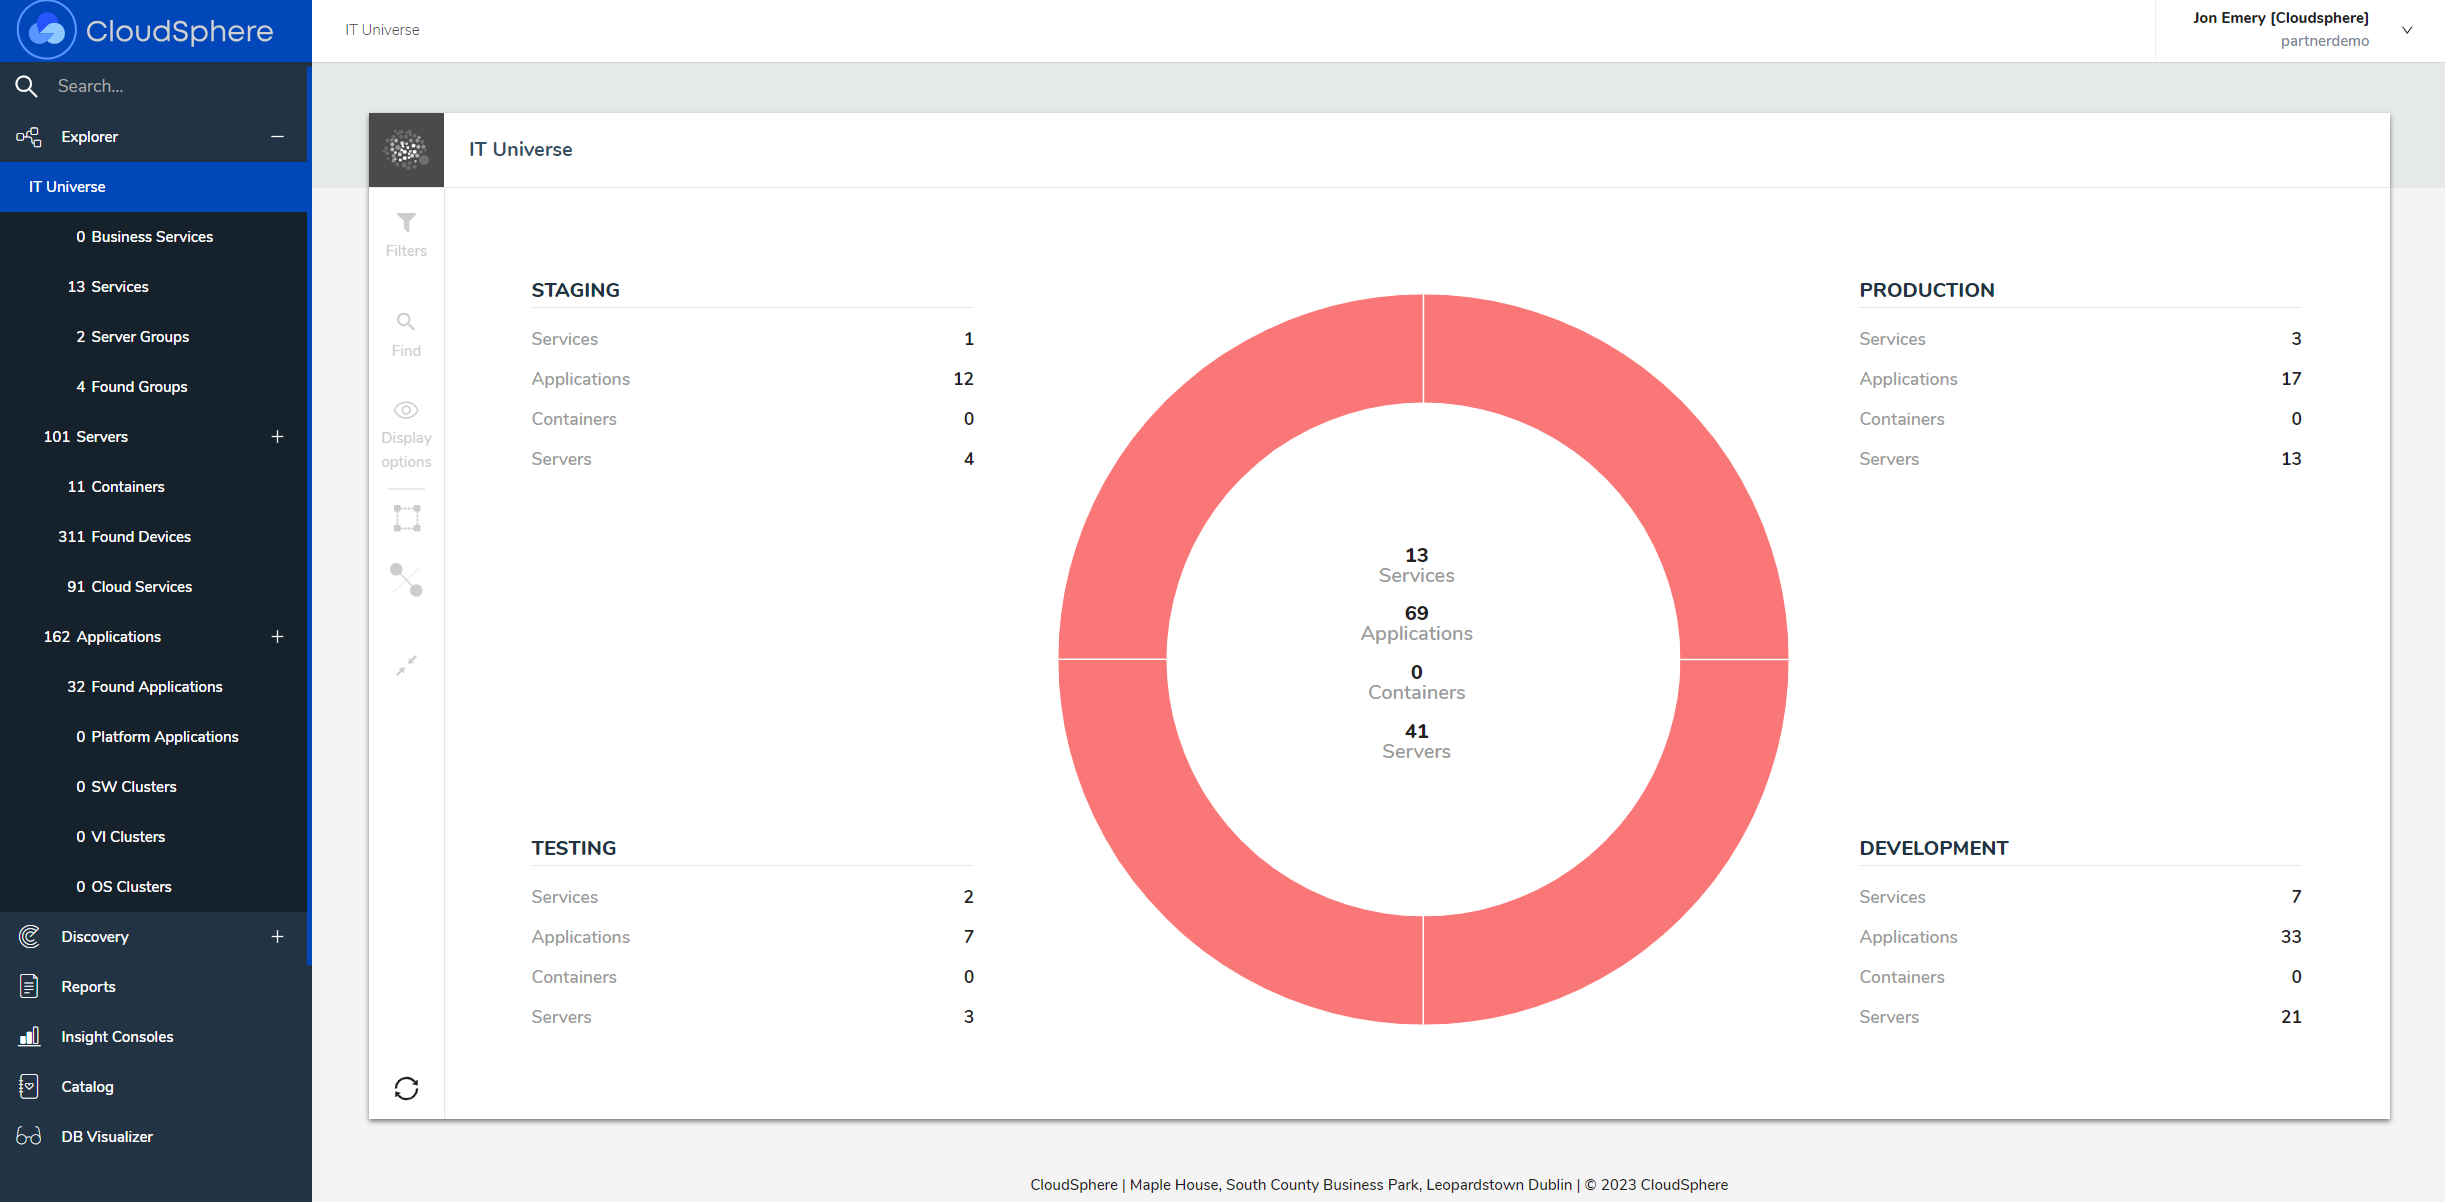 CloudSphere
Search...
Explorer
IT Universe
0 Business Services
13 Services
2 Server Groups
4 Found Groups
101 Servers
11 Containers
311 Found Devices
91 Cloud Services
162 Applications
32 Found Applications
0 Platform Applications
0 SW Clusters
0 VI Clusters
0 OS Clusters
Discovery
Reports
Insight Consoles
Catalog
DB Visualizer
IT Universe
Jon Emery [Cloudsphere]
partnerdemo
IT Universe
Filters
Find
Display
options
STAGING
Services 1
Applications 12
Containers 0
Servers 4
PRODUCTION
Services 3
Applications 17
Containers 0
Servers 13
13
Services
69
Applications
0
Containers
41
Servers
TESTING
Services 2
Applications 7
Containers 0
Servers 3
DEVELOPMENT
Services 7
Applications 33
Containers 0
Servers 21
CloudSphere | Maple House, South County Business Park, Leopardstown Dublin | © 2023 CloudSphere